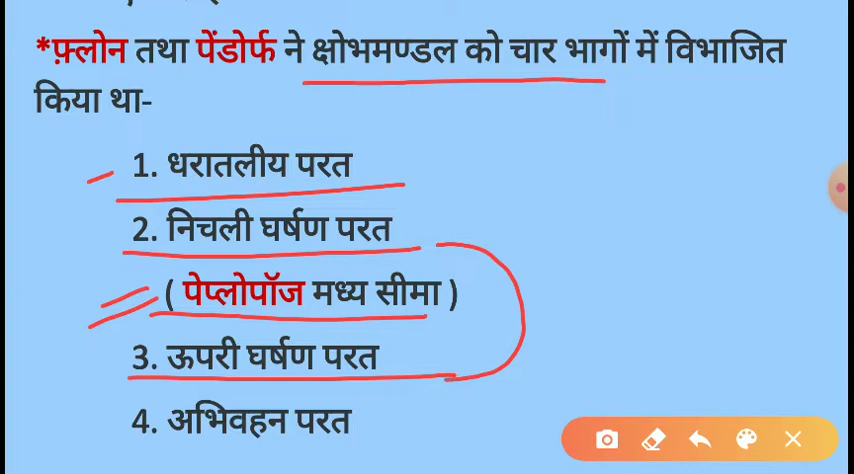 *फ़्लोन तथा पेंडोर्फ ने क्षोभमण्डल को चार भागों में विभाजित
किया था-
1. धरातलीय परत
2. निचली घर्षण परत
( पेप्लोपॉज मध्य सीमा )
3. ऊपरी घर्षण परत
4. अभिवहन परत